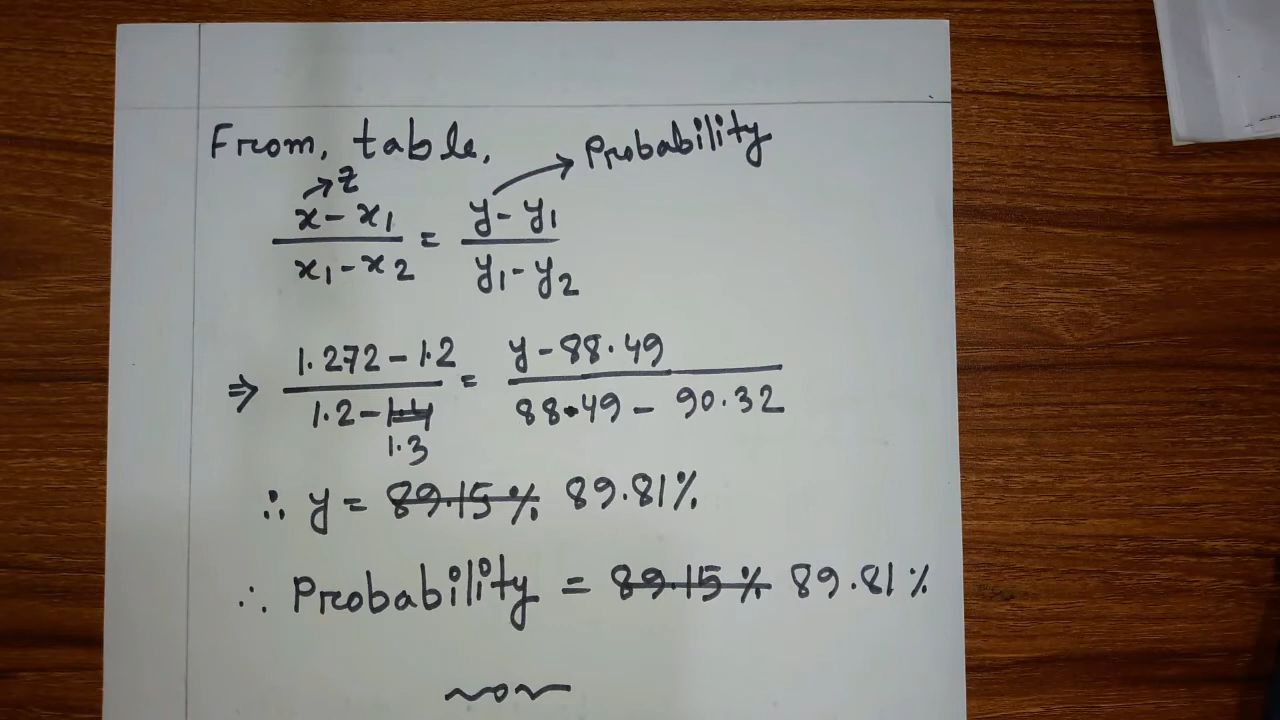 From, table,
→ Probability
→ z
x - x1 / x1 - x2 = y - y1 / y1 - y2
⇒ 1.272 - 1.2 / 1.2 - 1.4 1.3 = y - 88.49 / 88.49 - 90.32
∴ y = 89.15 % 89.81%
∴ Probability = 89.15 % 89.81 %